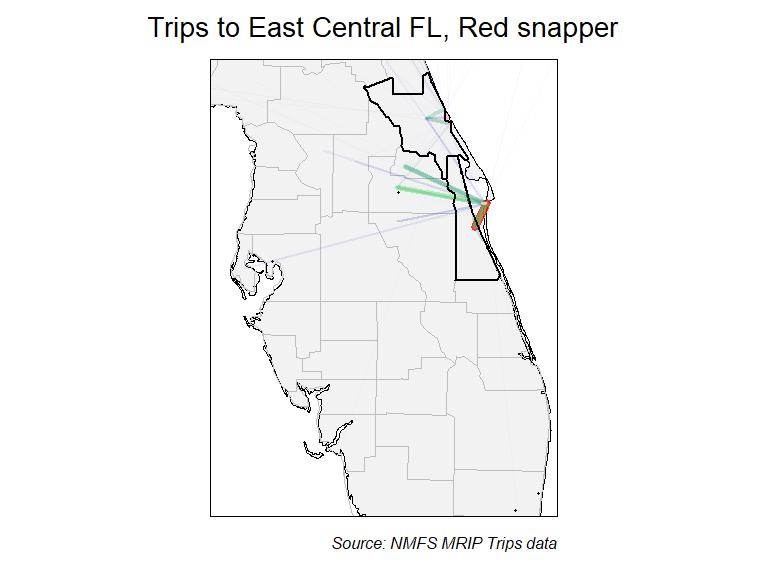 Trips to East Central FL, Red snapper
Source: NMFS MRIP Trips data